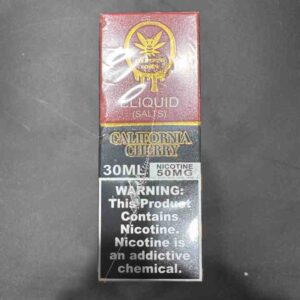 ELIQUID
(SALTS)
CALIFORNIA
CHERRY
30ML
NICOTINE
50MG
WARNING:
This Product
Contains
Nicotine.
Nicotine is
an addictive
chemical.